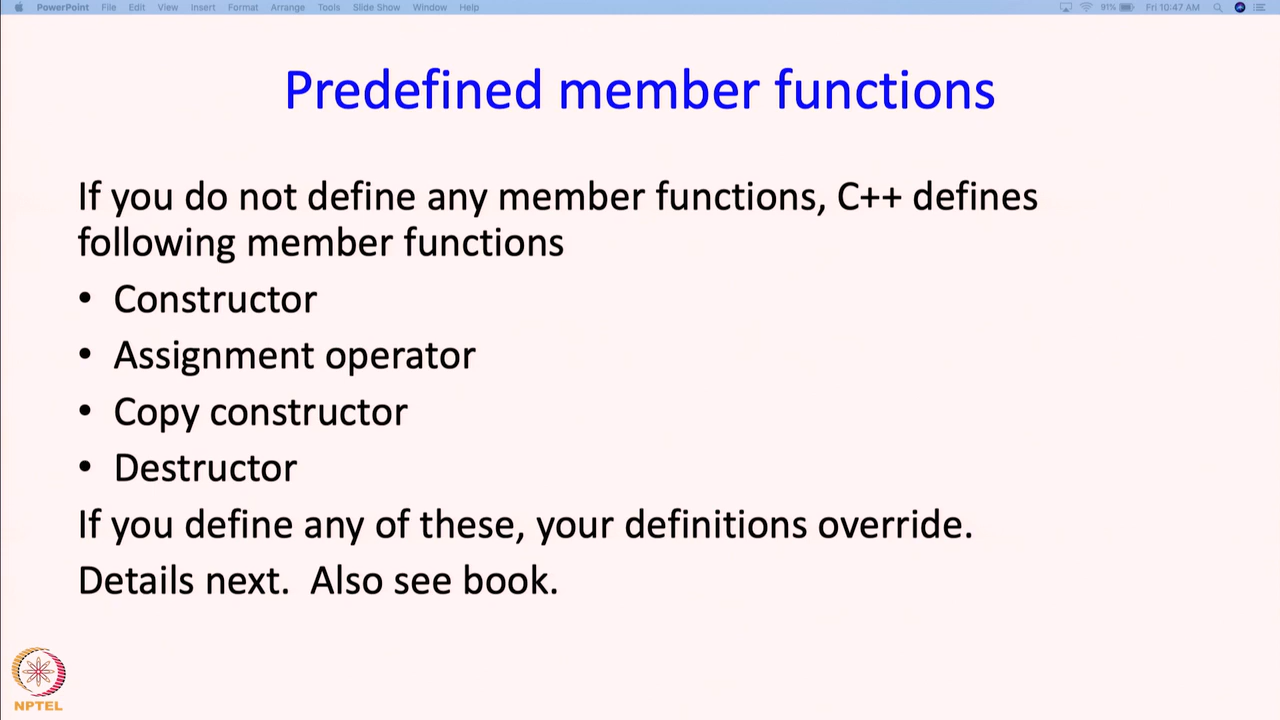 PowerPoint File Edit View Insert Format Arrange Tools Slide Show Window Help 91% Fri 10:47 AM
Predefined member functions
If you do not define any member functions, C++ defines
following member functions
• Constructor
• Assignment operator
• Copy constructor
• Destructor
If you define any of these, your definitions override.
Details next. Also see book.
NPTEL